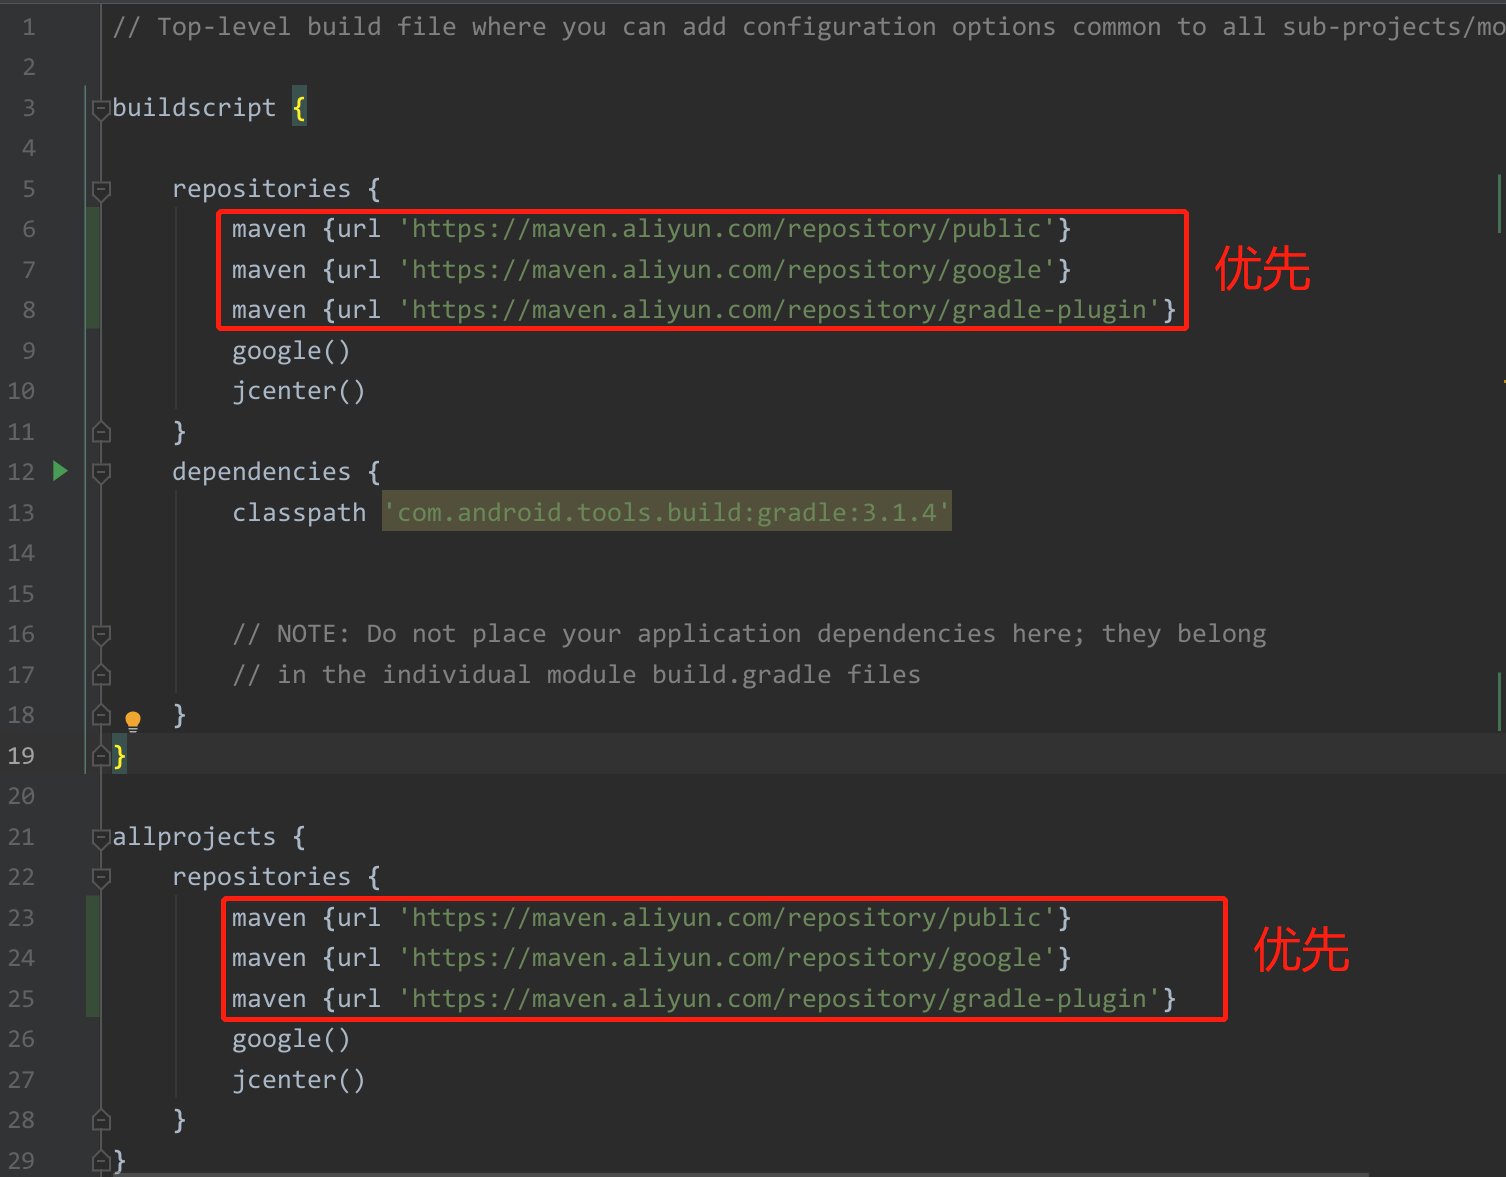 1 // Top-level build file where you can add configuration options common to all sub-projects/mo
2
3 buildscript {
4
5 repositories {
6 maven {url 'https://maven.aliyun.com/repository/public'}
7 maven {url 'https://maven.aliyun.com/repository/google'} 优先
8 maven {url 'https://maven.aliyun.com/repository/gradle-plugin'}
9 google()
10 jcenter()
11 }
12 dependencies {
13 classpath 'com.android.tools.build:gradle:3.1.4'
14
15
16 // NOTE: Do not place your application dependencies here; they belong
17 // in the individual module build.gradle files
18 }
19 }
20
21 allprojects {
22 repositories {
23 maven {url 'https://maven.aliyun.com/repository/public'}
24 maven {url 'https://maven.aliyun.com/repository/google'} 优先
25 maven {url 'https://maven.aliyun.com/repository/gradle-plugin'}
26 google()
27 jcenter()
28 }
29 }